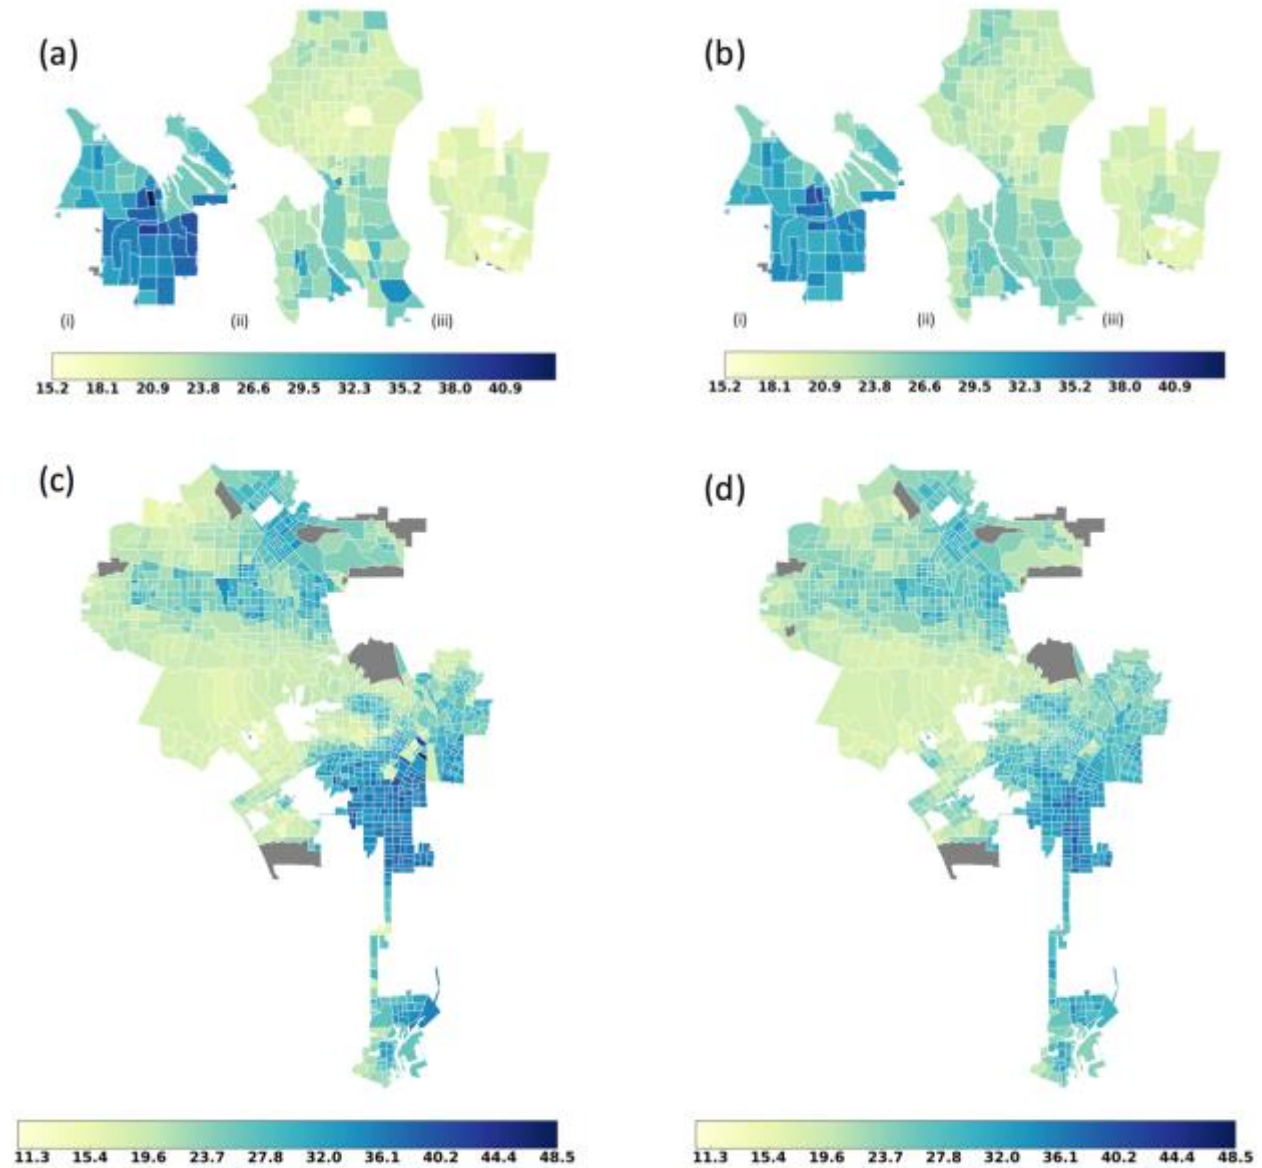 (a) (b)
(i) (ii) (iii) (i) (ii) (iii)
15.2 18.1 20.9 23.8 26.6 29.5 32.3 35.2 38.0 40.9 15.2 18.1 20.9 23.8 26.6 29.5 32.3 35.2 38.0 40.9
(c) (d)
11.3 15.4 19.6 23.7 27.8 32.0 36.1 40.2 44.4 48.5 11.3 15.4 19.6 23.7 27.8 32.0 36.1 40.2 44.4 48.5